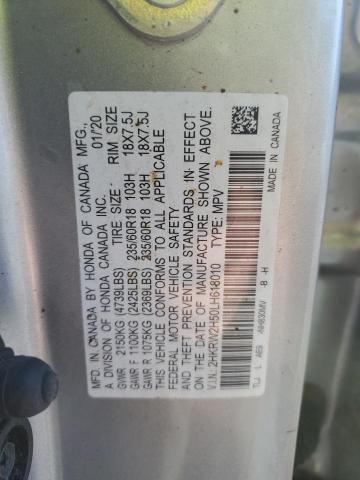 MFD. IN CANADA BY HONDA OF CANADA MFG.,
A DIVISION OF HONDA CANADA INC. 01/20
TIRE SIZE RIM SIZE
GVWR 2150KG (4739LBS)
GAWR F 1100KG (2425LBS) 235/60R18 103H 18X7.5J
GAWR R 1075KG (2369LBS) 235/60R18 103H 18X7.5J
THIS VEHICLE CONFORMS TO ALL APPLICABLE
FEDERAL MOTOR VEHICLE SAFETY
AND THEFT PREVENTION STANDARDS IN EFFECT
ON THE DATE OF MANUFACTURE SHOWN ABOVE.
V.I.N. 2HKRW2H50LH618010 TYPE: MPV
NH830MV -B -H
MADE IN CANADA